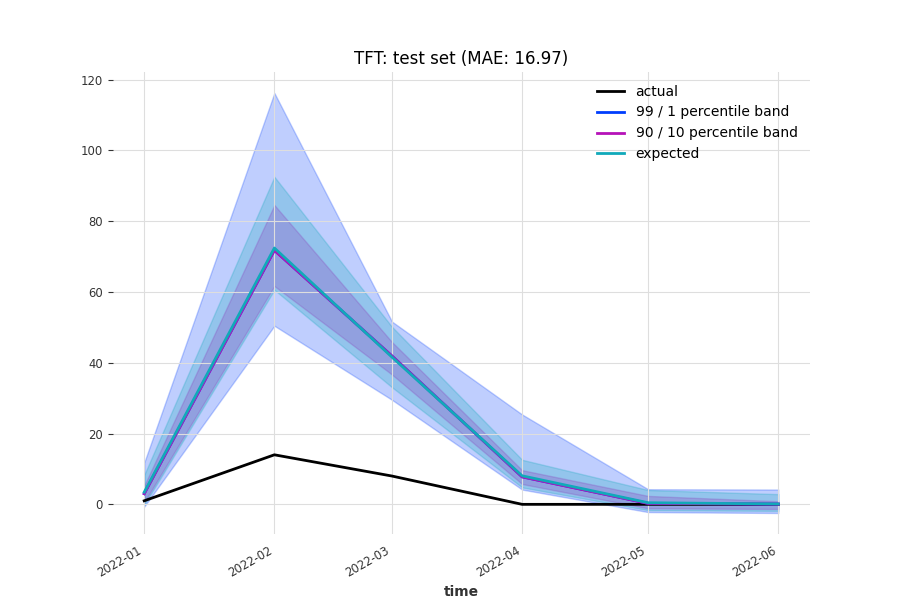 TFT: test set (MAE: 16.97)
120
100
80
60
40
20
0
actual
99 / 1 percentile band
90 / 10 percentile band
expected
2022-01
2022-02
2022-03
2022-04
2022-05
2022-06
time